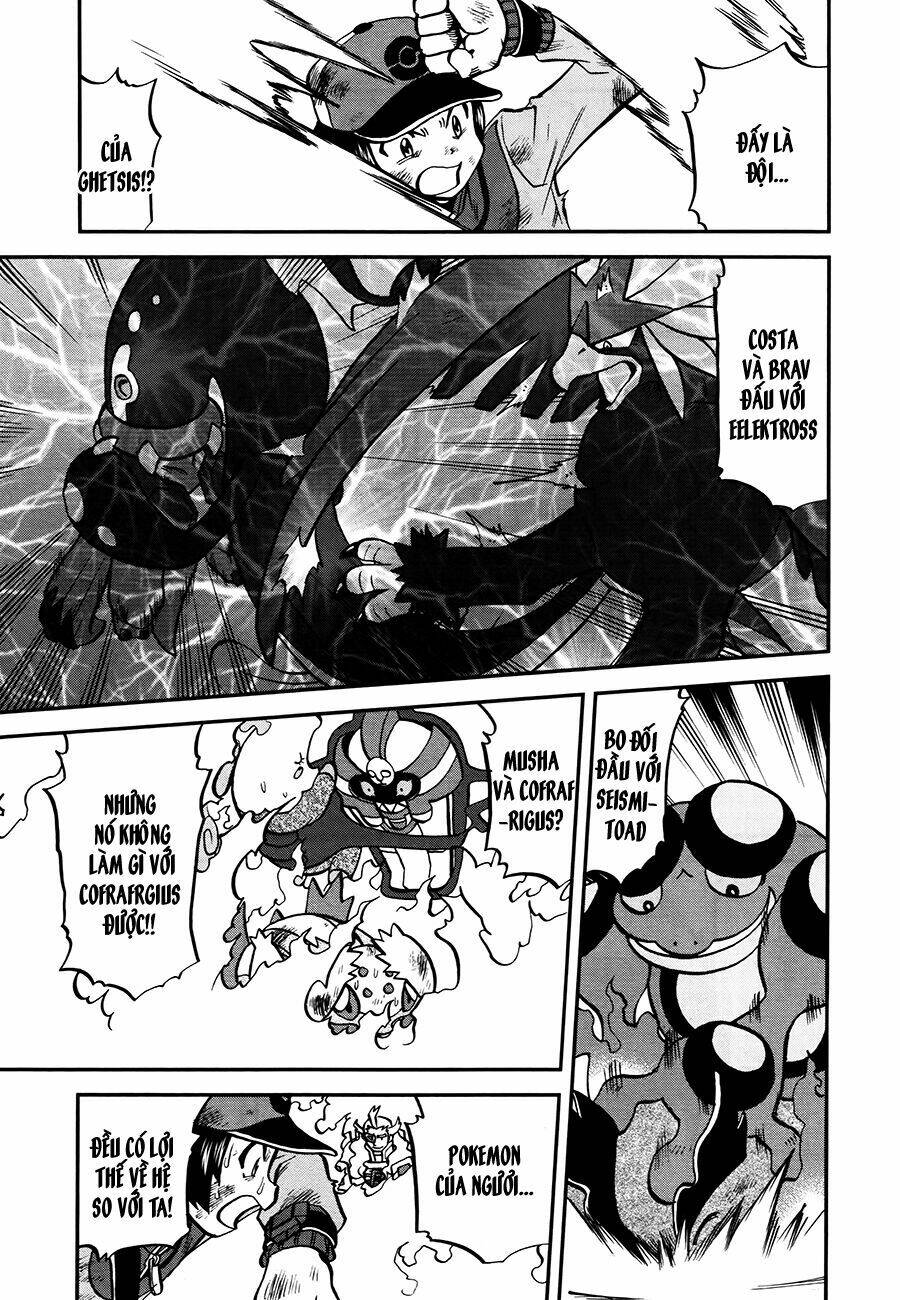 ĐẤY LÀ
ĐỘI...
CỦA
GHETSIS!?
COSTA
VÀ BRAV
ĐẤU VỚI
EELEKTROSS
BO ĐỐI
ĐẦU VỚI
SEISMI-
TOAD
MUSHA
VÀ COFRAF
-RIGUS?
NHƯNG
NÓ KHÔNG
LÀM GÌ VỚI
COFRAFRGIUS
ĐƯỢC!!
POKEMON
CỦA NGƯƠI...
ĐỀU CÓ LỢI
THẾ VỀ HỆ
SO VỚI TA!